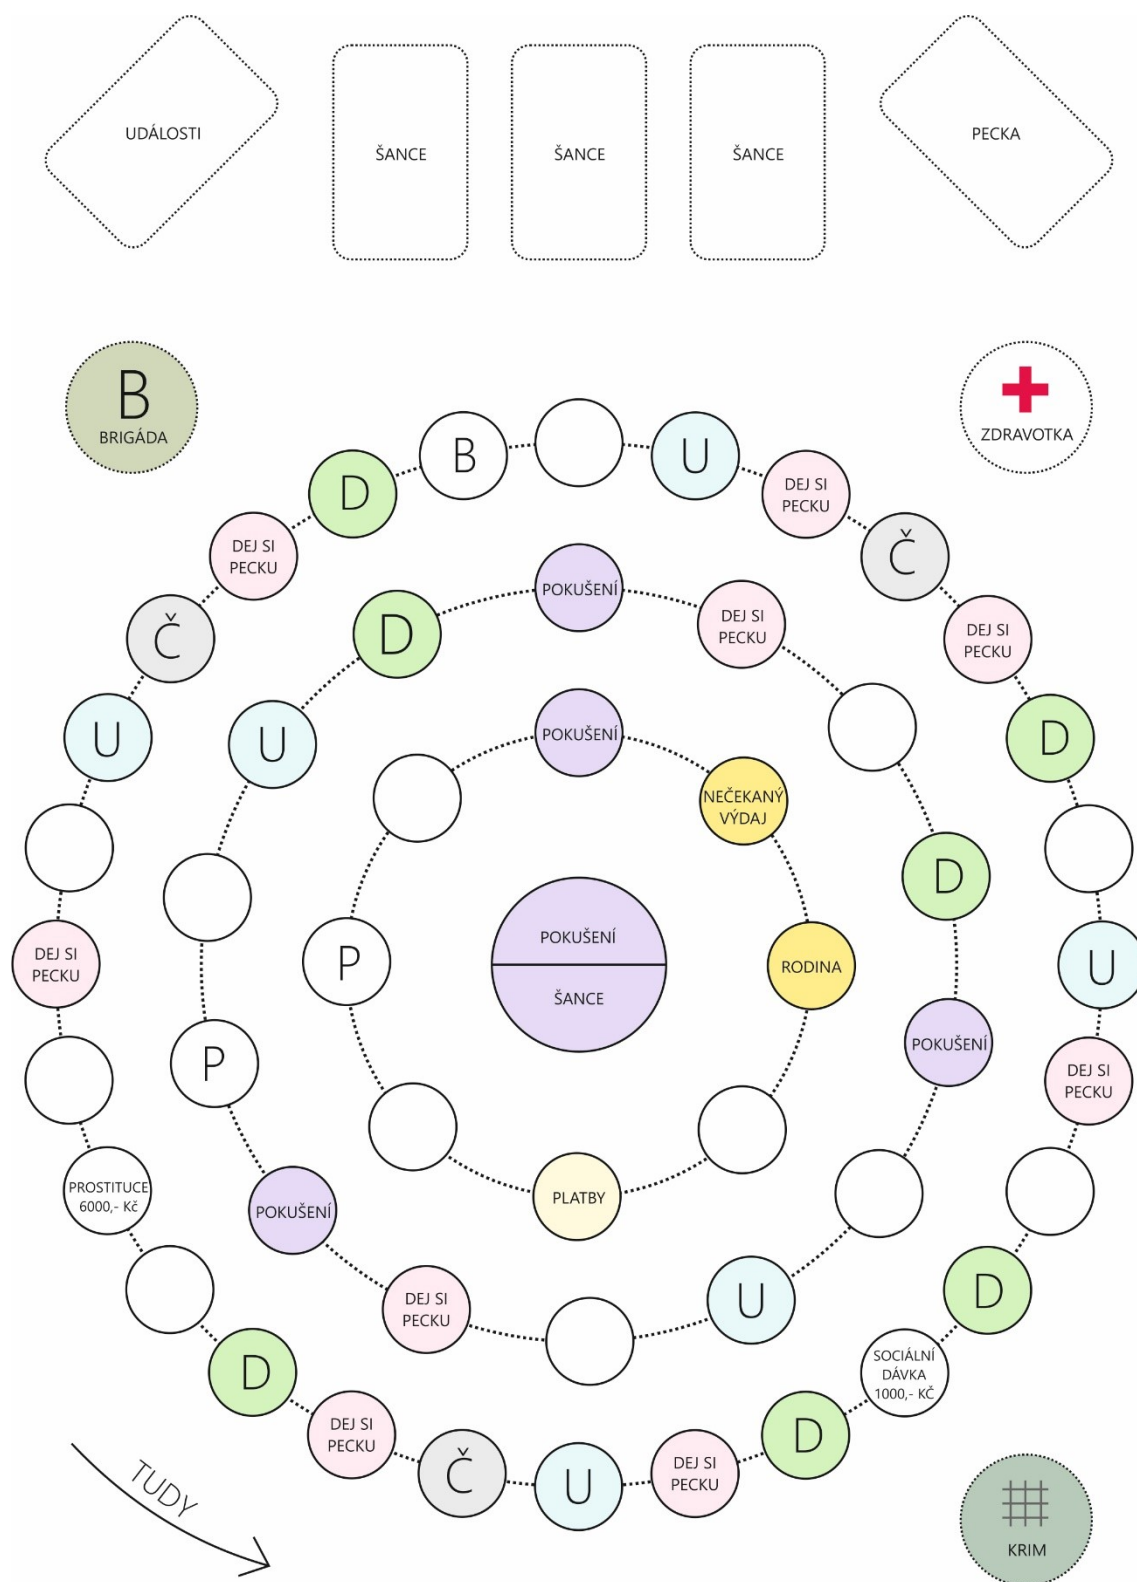 UDÁLOSTI
ŠANCE
ŠANCE
ŠANCE
PECKA
B
BRIGÁDA
ZDRAVOTKA
B
U
D
DEJ SI
PECKU
DEJ SI
PECKU
Č
POKUŠENÍ
D
DEJ SI
PECKU
Č
DEJ SI
PECKU
U
U
POKUŠENÍ
D
NEČEKANÝ
VÝDAJ
D
DEJ SI
PECKU
P
POKUŠENÍ
ŠANCE
RODINA
U
P
POKUŠENÍ
DEJ SI
PECKU
PROSTITUCE
6000,- Kč
POKUŠENÍ
PLATBY
DEJ SI
PECKU
U
D
D
SOCIÁLNÍ
DÁVKA
1000,- KČ
DEJ SI
PECKU
D
Č
U
DEJ SI
PECKU
TUDY
KRIM